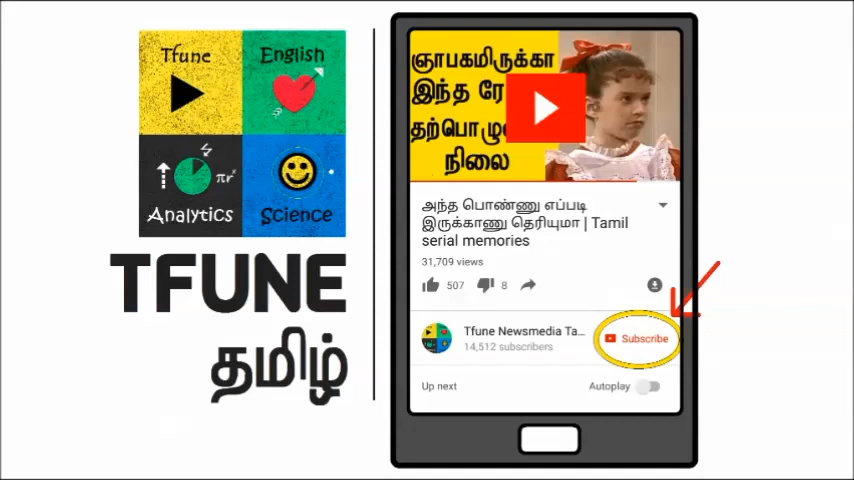 Tfune
English
Analytics
πr²
Science
TFUNE
தமிழ்
ஞாபகமிருக்கா
இந்த
நிலை
அந்த பொண்ணு எப்படி
இருக்காணு தெரியுமா | Tamil
serial memories
31,709 views
507
8
Tfune Newsmedia Ta...
14,512 subscribers
Subscribe
Up next
Autoplay